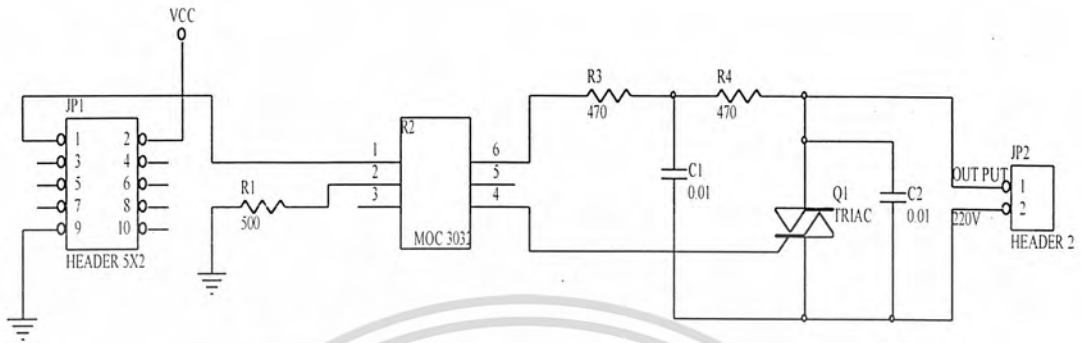 VCC
JP1
1 2
3 4
5 6
7 8
9 10
HEADER 5X2
R1
500
R2
1
2
3
6
5
4
MOC 3032
R3
470
R4
470
C1
0.01
Q1
TRIAC
C2
0.01
OUT PUT
220V
JP2
1
2
HEADER 2